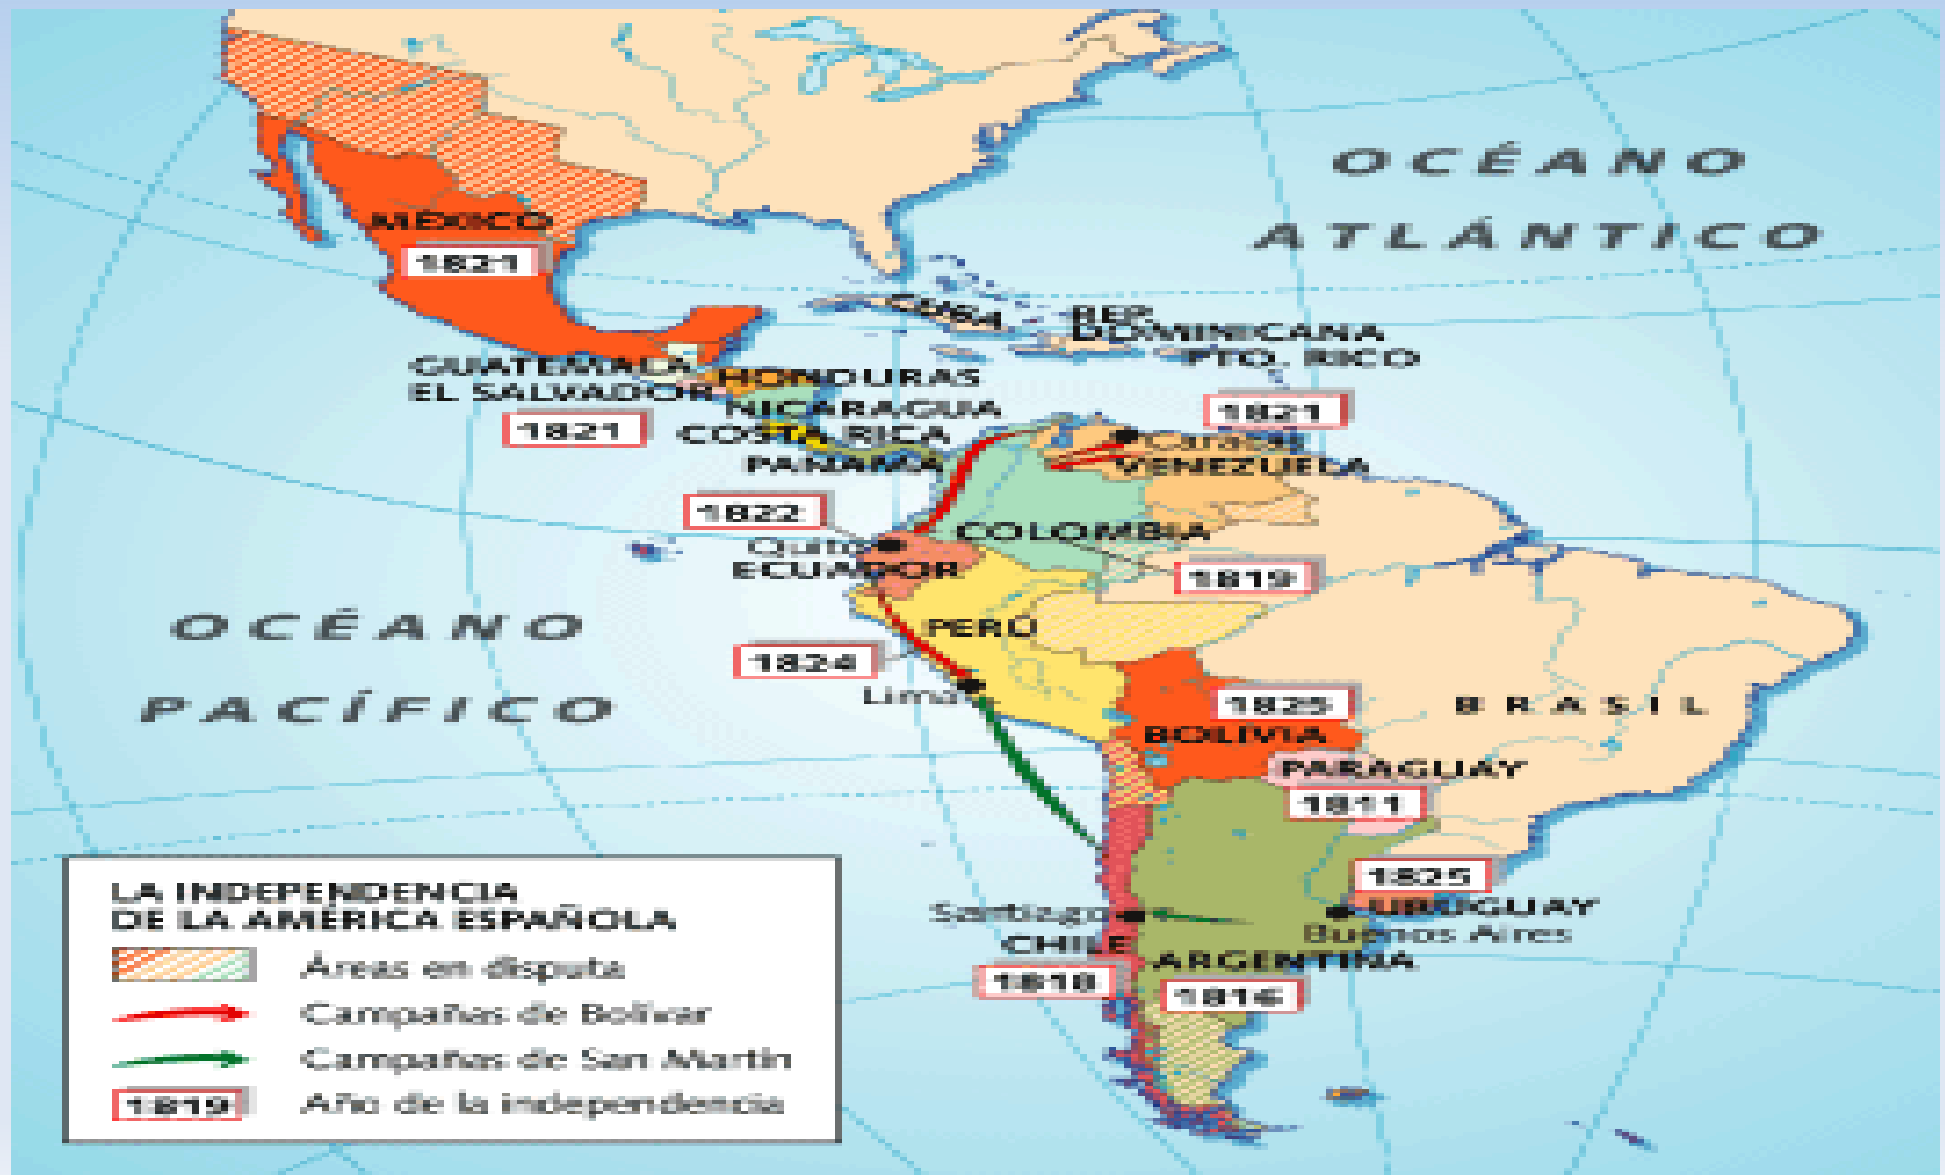 OCÉANO
ATLÁNTICO
MÉXICO
1821
CUBA
REP.
DOMINICANA
PTO. RICO
GUATEMALA
HONDURAS
EL SALVADOR
NICARAGUA
1821
COSTA RICA
PANAMÁ
1821
Caracas
VENEZUELA
1822
COLOMBIA
Quito
ECUADOR
1819
OCÉANO
PACÍFICO
PERÚ
1824
Lima
1825
BOLIVIA
BRASIL
PARAGUAY
1811
1825
URUGUAY
Buenos Aires
Santiago
CHILE
1818
ARGENTINA
1816
LA INDEPENDENCIA
DE LA AMÉRICA ESPAÑOLA
Áreas en disputa
Campañas de Bolívar
Campañas de San Martín
1819 Año de la independencia